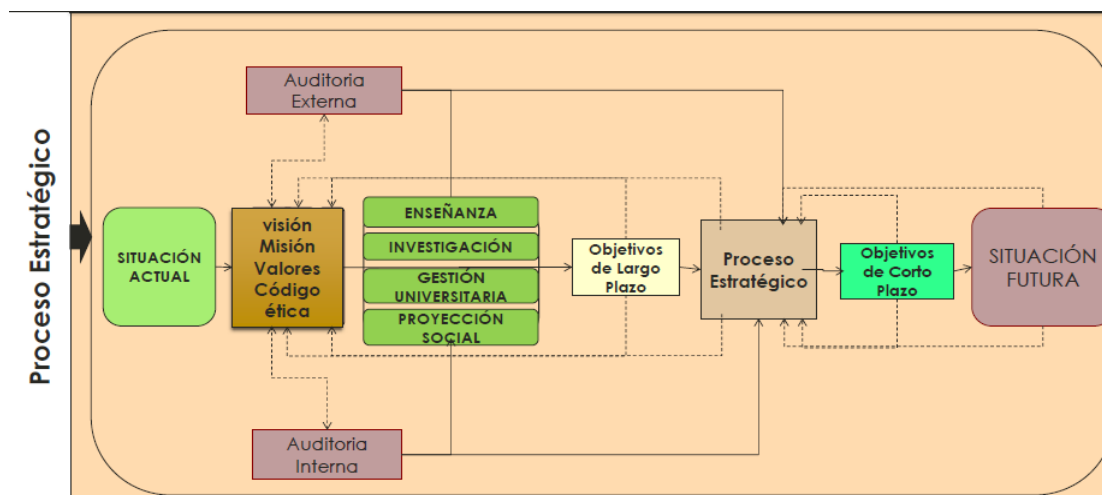 Proceso Estratégico
Auditoria
Externa
SITUACIÓN
ACTUAL
visión
Misión
Valores
Código
ética
ENSEÑANZA
INVESTIGACIÓN
GESTIÓN
UNIVERSITARIA
PROYECCIÓN
SOCIAL
Objetivos
de Largo
Plazo
Proceso
Estratégico
Objetivos
de Corto
Plazo
SITUACIÓN
FUTURA
Auditoria
Interna